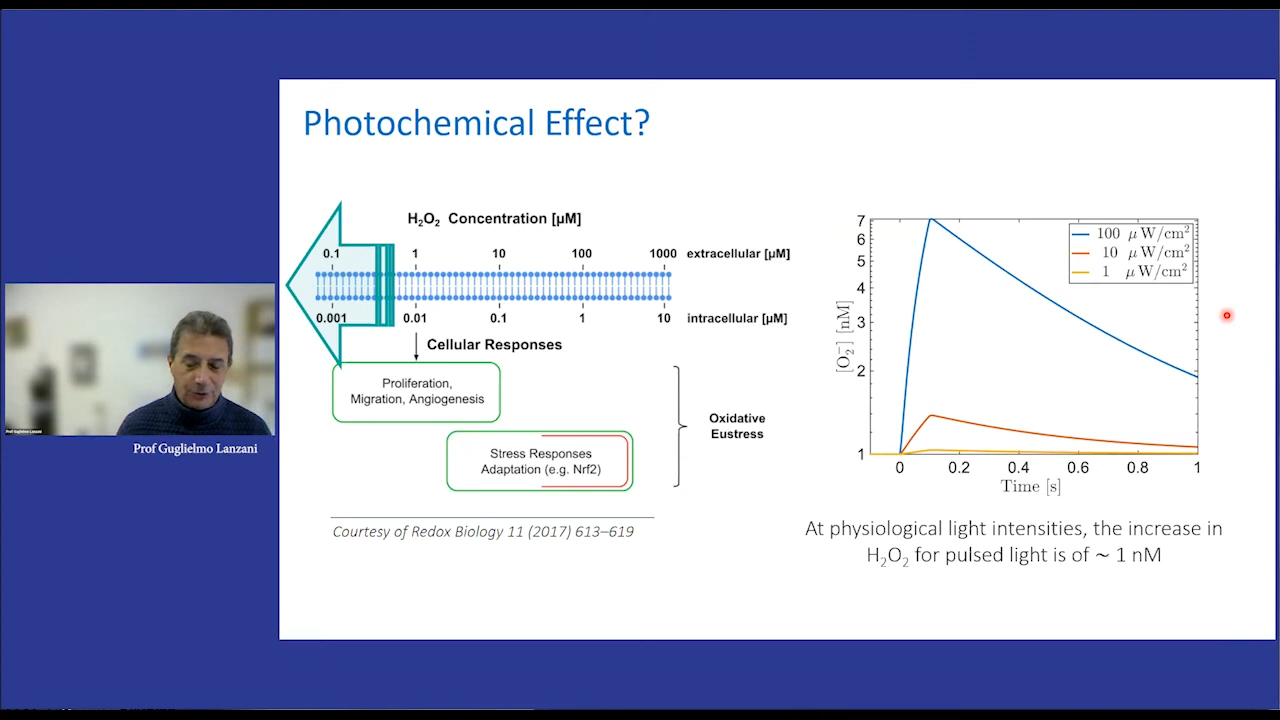 Photochemical Effect?
H₂O₂ Concentration [µM]
0.1 1 10 100 1000 extracellular [µM]
0.001 0.01 0.1 1 10 intracellular [µM]
Cellular Responses
Proliferation,
Migration, Angiogenesis
Stress Responses
Adaptation (e.g. Nrf2)
Oxidative
Eustress
Courtesy of Redox Biology 11 (2017) 613–619
7
6
5
4
3
2
1
[O₂⁻] [nM]
100 μW/cm²
10 μW/cm²
1 μW/cm²
0 0.2 0.4 0.6 0.8 1
Time [s]
At physiological light intensities, the increase in
H₂O₂ for pulsed light is of ~ 1 nM
Prof Guglielmo Lanzani
Prof Guglielmo Lanzani